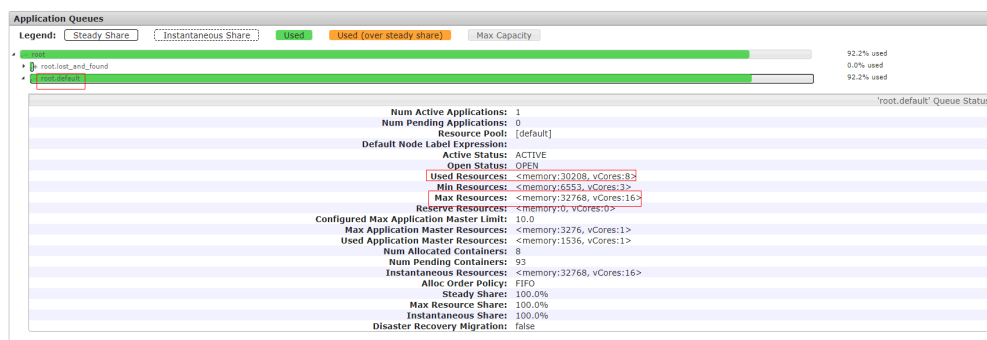 Application Queues
Legend: Steady Share Instantaneous Share Used Used (over steady share) Max Capacity
root 92.2% used
root.lost_and_found 0.0% used
root.default 92.2% used
'root.default' Queue Status
Num Active Applications: 1
Num Pending Applications: 0
Resource Pool: [default]
Default Node Label Expression:
Active Status: ACTIVE
Open Status: OPEN
Used Resources: <memory:30208, vCores:8>
Min Resources: <memory:6553, vCores:3>
Max Resources: <memory:32768, vCores:16>
Reserve Resources: <memory:0, vCores:0>
Configured Max Application Master Limit: 10.0
Max Application Master Resources: <memory:3276, vCores:1>
Used Application Master Resources: <memory:1536, vCores:1>
Num Allocated Containers: 8
Num Pending Containers: 93
Instantaneous Resources: <memory:32768, vCores:16>
Alloc Order Policy: FIFO
Steady Share: 100.0%
Max Resource Share: 100.0%
Instantaneous Share: 100.0%
Disaster Recovery Migration: false